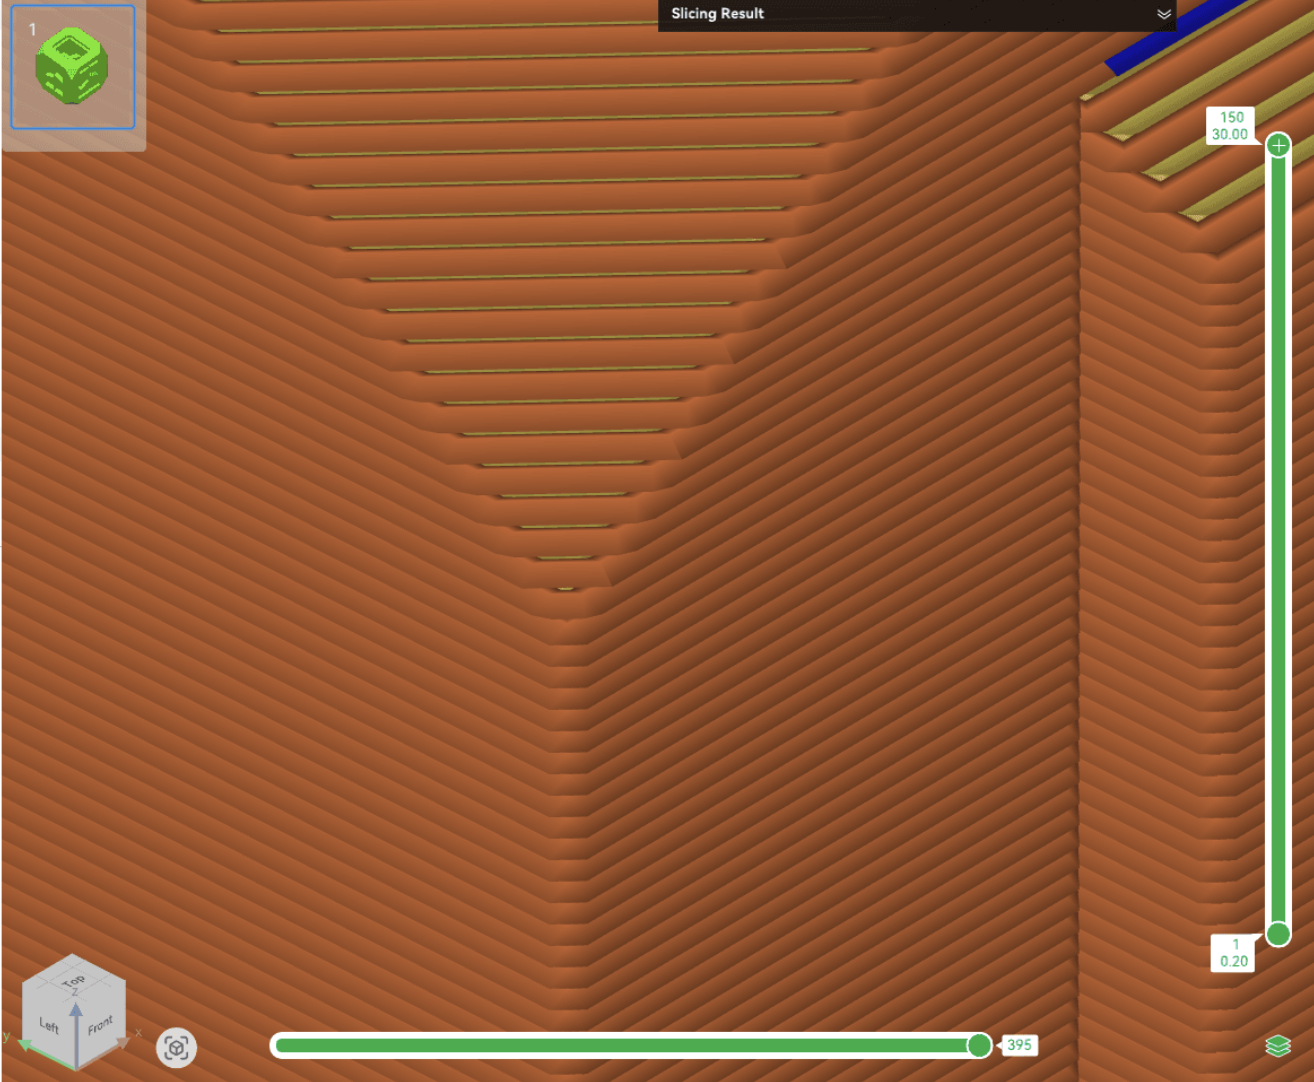 1
Slicing Result
150
30.00
1
0.20
Top
Z
Left
Front
y
x
395